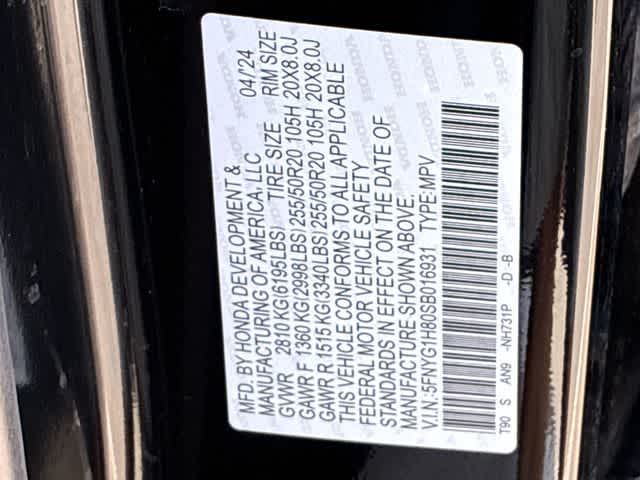 MFD. BY HONDA DEVELOPMENT &
MANUFACTURING OF AMERICA, LLC 04/'24
GVWR 2810 KG(6195LBS) TIRE SIZE RIM SIZE
GAWR F 1360 KG(2998LBS) 255/50R20 105H 20X8.0J
GAWR R 1515 KG(3340LBS) 255/50R20 105H 20X8.0J
THIS VEHICLE CONFORMS TO ALL APPLICABLE
FEDERAL MOTOR VEHICLE SAFETY
STANDARDS IN EFFECT ON THE DATE OF
MANUFACTURE SHOWN ABOVE.
V.I.N.:5FNYG1H80SB016931 TYPE:MPV
T90 S AN9 -NH731P -D -B